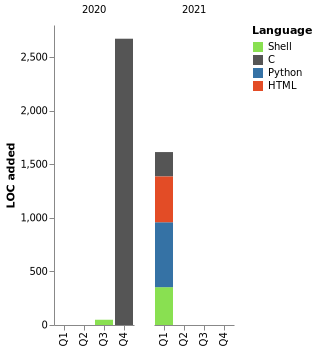 2020 2021
Language
Shell
C
Python
HTML
LOC added
2,500
2,000
1,500
1,000
500
0
Q1 Q2 Q3 Q4 Q1 Q2 Q3 Q4